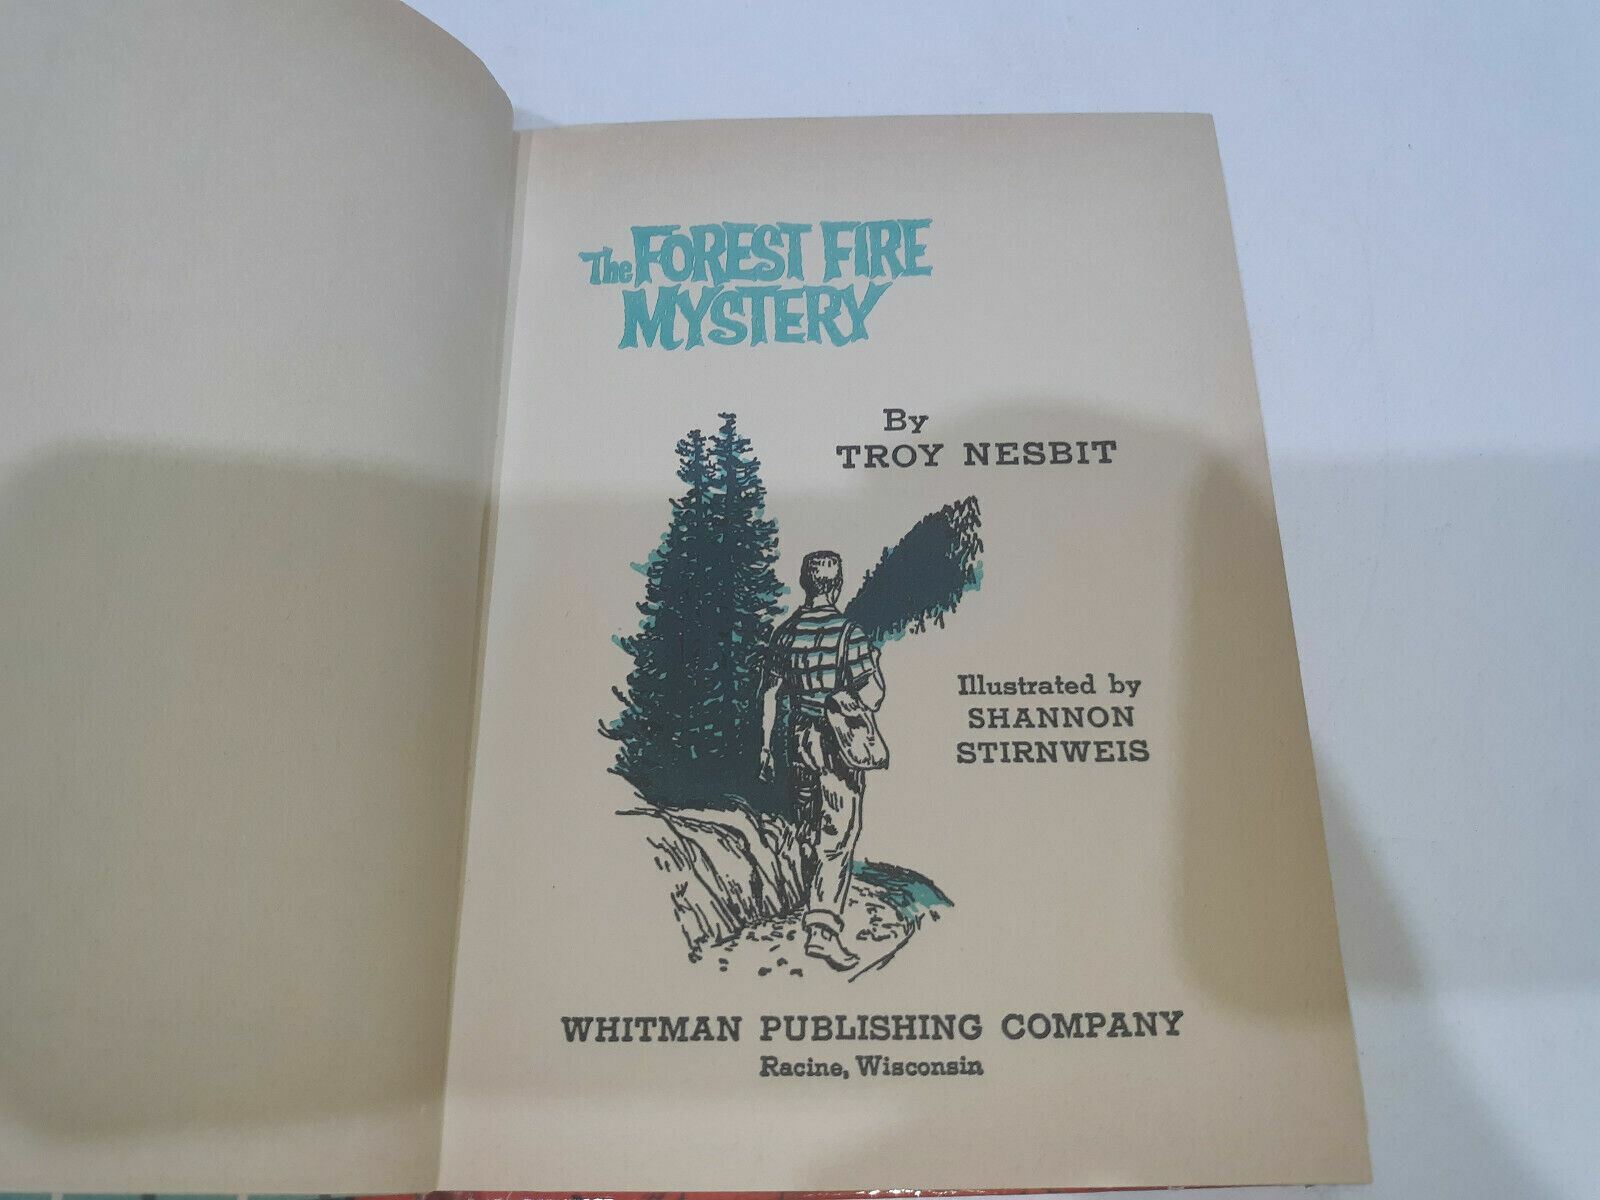 The FOREST FIRE
MYSTERY
By
TROY NESBIT
Illustrated by
SHANNON
STIRNWEIS
WHITMAN PUBLISHING COMPANY
Racine, Wisconsin